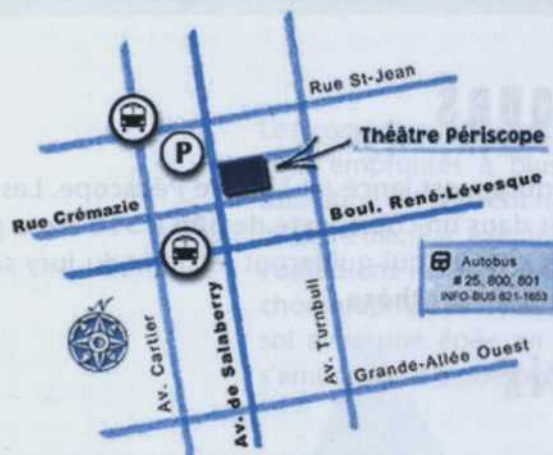 Rue St-Jean
P
Théâtre Périscope
Rue Crémazie
Boul. René-Lévesque
Autobus
# 25, 800, 801
INFO-BUS 621-1653
N
Av. Cartier
Av. de Salaberry
Av. Turnbull
Grande-Allée Ouest